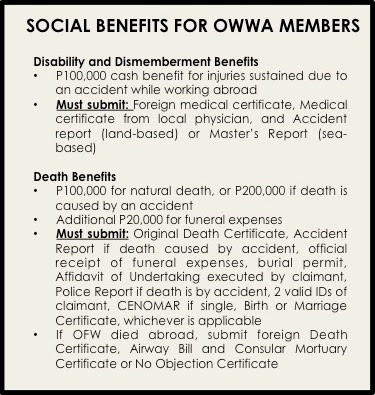 SOCIAL BENEFITS FOR OWWA MEMBERS
Disability and Dismemberment Benefits
• P100,000 cash benefit for injuries sustained due to
an accident while working abroad
• Must submit: Foreign medical certificate, Medical
certificate from local physician, and Accident
report (land-based) or Master's Report (sea-
based)
Death Benefits
• P100,000 for natural death, or P200,000 if death is
caused by an accident
• Additional P20,000 for funeral expenses
• Must submit: Original Death Certificate, Accident
Report if death caused by accident, official
receipt of funeral expenses, burial permit,
Affidavit of Undertaking executed by claimant,
Police Report if death is by accident, 2 valid IDs of
claimant, CENOMAR if single, Birth or Marriage
Certificate, whichever is applicable
• If OFW died abroad, submit foreign Death
Certificate, Airway Bill and Consular Mortuary
Certificate or No Objection Certificate